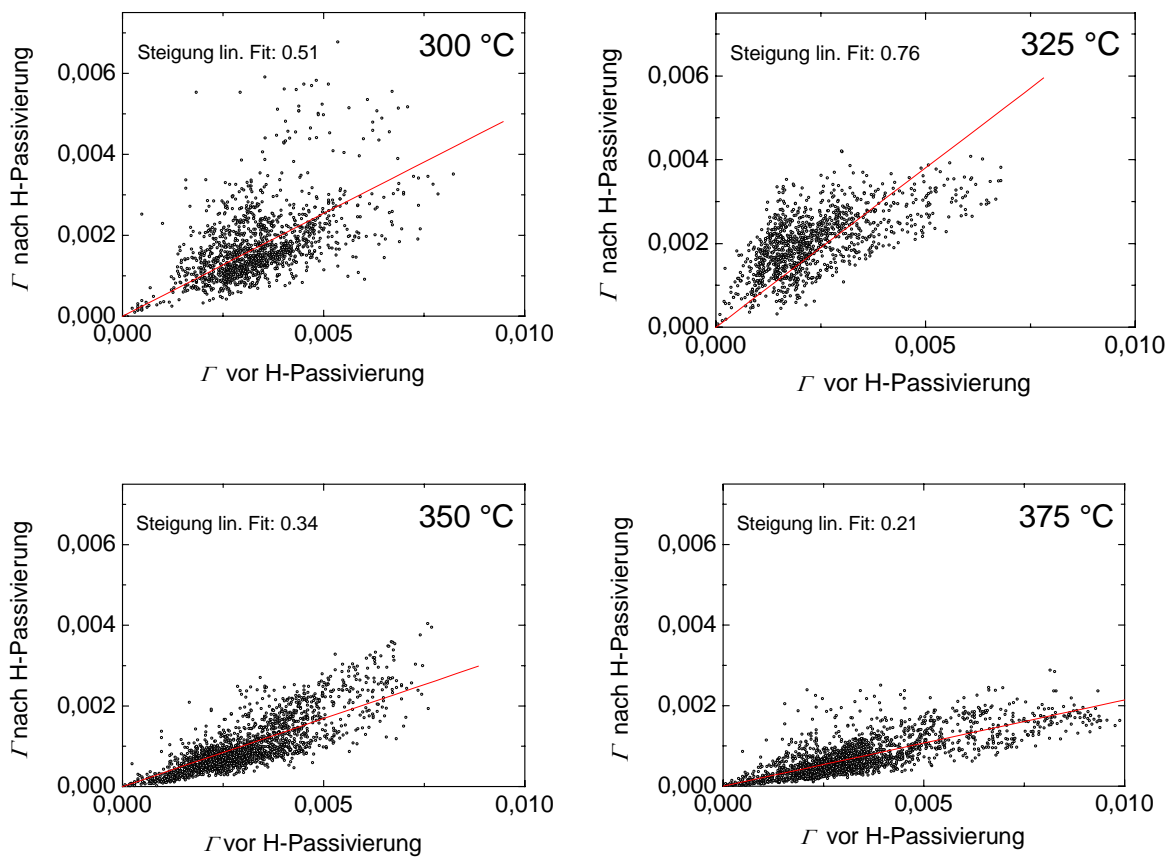 Steigung lin. Fit: 0.51
300 °C
0,006
0,004
0,002
0,000
0,000 0,005 0,010
Γ nach H-Passivierung
Γ vor H-Passivierung
Steigung lin. Fit: 0.76
325 °C
0,006
0,004
0,002
0,000
0,000 0,005 0,010
Γ nach H-Passivierung
Γ vor H-Passivierung
Steigung lin. Fit: 0.34
350 °C
0,006
0,004
0,002
0,000
0,000 0,005 0,010
Γ nach H-Passivierung
Γ vor H-Passivierung
Steigung lin. Fit: 0.21
375 °C
0,006
0,004
0,002
0,000
0,000 0,005 0,010
Γ nach H-Passivierung
Γ vor H-Passivierung